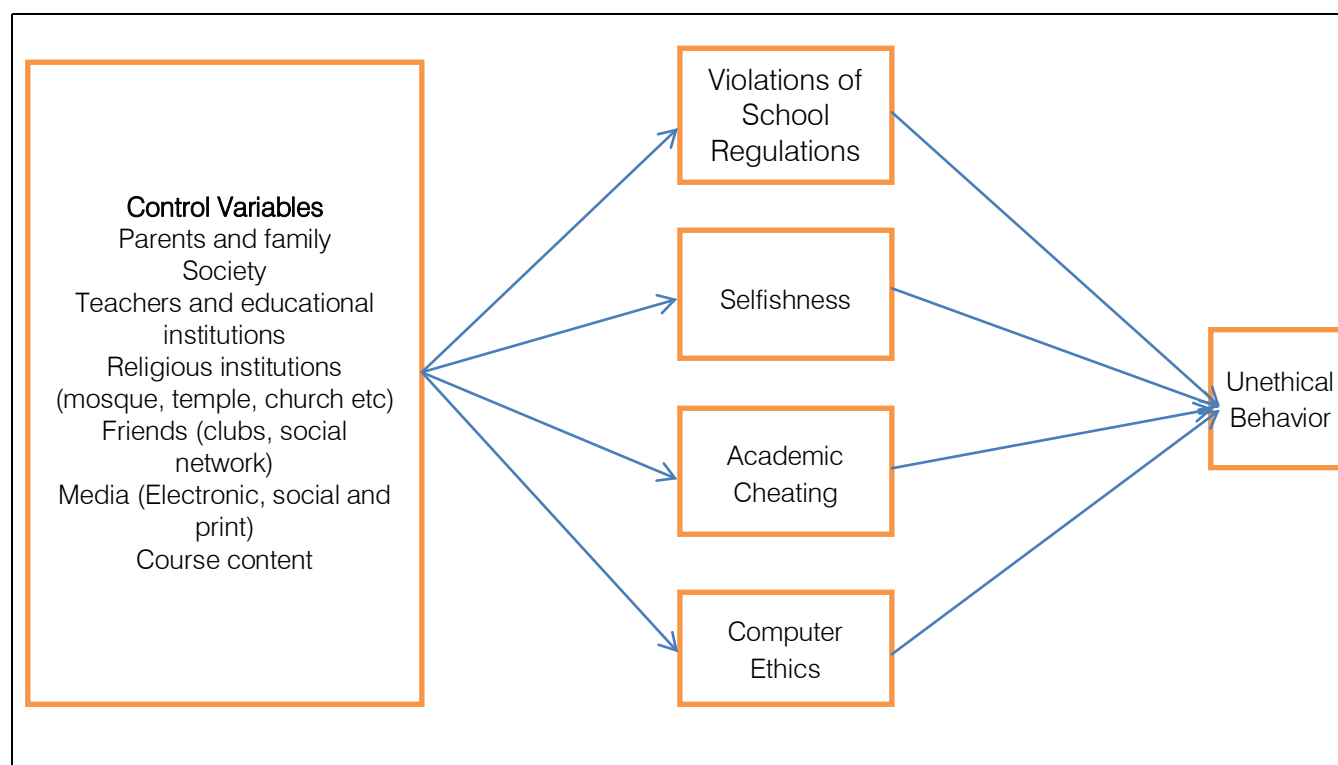 Control Variables
Parents and family
Society
Teachers and educational
institutions
Religious institutions
(mosque, temple, church etc)
Friends (clubs, social
network)
Media (Electronic, social and
print)
Course content
Violations of
School
Regulations
Selfishness
Academic
Cheating
Computer
Ethics
Unethical
Behavior